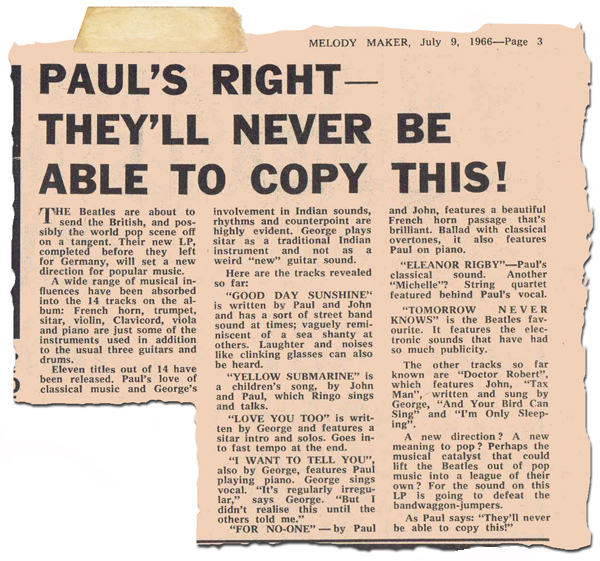 MELODY MAKER, July 9, 1966—Page 3
PAUL'S RIGHT—
THEY'LL NEVER BE
ABLE TO COPY THIS!
THE Beatles are about to
send the British, and pos-
sibly the world pop scene off
on a tangent. Their new LP,
completed before they left
for Germany, will set a new
direction for popular music.
A wide range of musical in-
fluences have been absorbed
into the 14 tracks on the al-
bum: French horn, trumpet,
sitar, violin, Clavicord, viola
and piano are just some of the
instruments used in addition
to the usual three guitars and
drums.
Eleven titles out of 14 have
been released. Paul's love of
classical music and George's
involvement in Indian sounds,
rhythms and counterpoint are
highly evident. George plays
sitar as a traditional Indian
instrument and not as a
weird "new" guitar sound.
Here are the tracks revealed
so far:
"GOOD DAY SUNSHINE"
is written by Paul and John
and has a sort of street band
sound at times; vaguely remi-
niscent of a sea shanty at
others. Laughter and noises
like clinking glasses can also
be heard.
"YELLOW SUBMARINE" is
a children's song, by John
and Paul, which Ringo sings
and talks.
"LOVE YOU TOO" is writ-
ten by George and features a
sitar intro and solos. Goes in-
to fast tempo at the end.
"I WANT TO TELL YOU",
also by George, features Paul
playing piano. George sings
vocal. "It's regularly irregu-
lar," says George. "But I
didn't realise this until the
others told me."
"FOR NO-ONE" — by Paul
and John, features a beautiful
French horn passage that's
brilliant. Ballad with classical
overtones, it also features
Paul on piano.
"ELEANOR RIGBY"—Paul's
classical sound. Another
"Michelle"? String quartet
featured behind Paul's vocal.
"TOMORROW NEVER
KNOWS" is the Beatles fav-
ourite. It features the elec-
tronic sounds that have had
so much publicity.
The other tracks so far
known are "Doctor Robert",
which features John, "Tax
Man", written and sung by
George, "And Your Bird Can
Sing" and "I'm Only Sleep-
ing".
A new direction? A new
meaning to pop? Perhaps the
musical catalyst that could
lift the Beatles out of pop
music into a league of their
own? For the sound on this
LP is going to defeat the
bandwaggon-jumpers.
As Paul says: "They'll never
be able to copy this!"